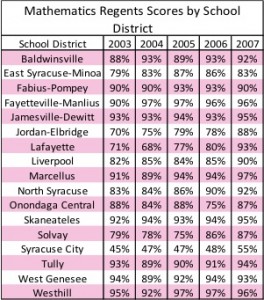 Mathematics Regents Scores by School
District
School District 2003 2004 2005 2006 2007
Baldwinsville 88% 93% 89% 93% 92%
East Syracuse-Minoa 79% 83% 87% 86% 83%
Fabius-Pompey 90% 90% 93% 93% 90%
Fayetteville-Manlius 90% 97% 97% 96% 96%
Jamesville-Dewitt 93% 93% 94% 93% 95%
Jordan-Elbridge 70% 75% 79% 78% 88%
Lafayette 71% 68% 77% 80% 93%
Liverpool 82% 85% 84% 85% 90%
Marcellus 91% 89% 94% 94% 97%
North Syracuse 83% 84% 86% 90% 92%
Onondaga Central 88% 84% 88% 75% 87%
Skaneateles 92% 94% 93% 94% 95%
Solvay 79% 78% 75% 86% 87%
Syracuse City 45% 47% 47% 48% 55%
Tully 93% 89% 90% 91% 94%
West Genesee 94% 89% 92% 94% 93%
Westhill 95% 92% 97% 97% 96%